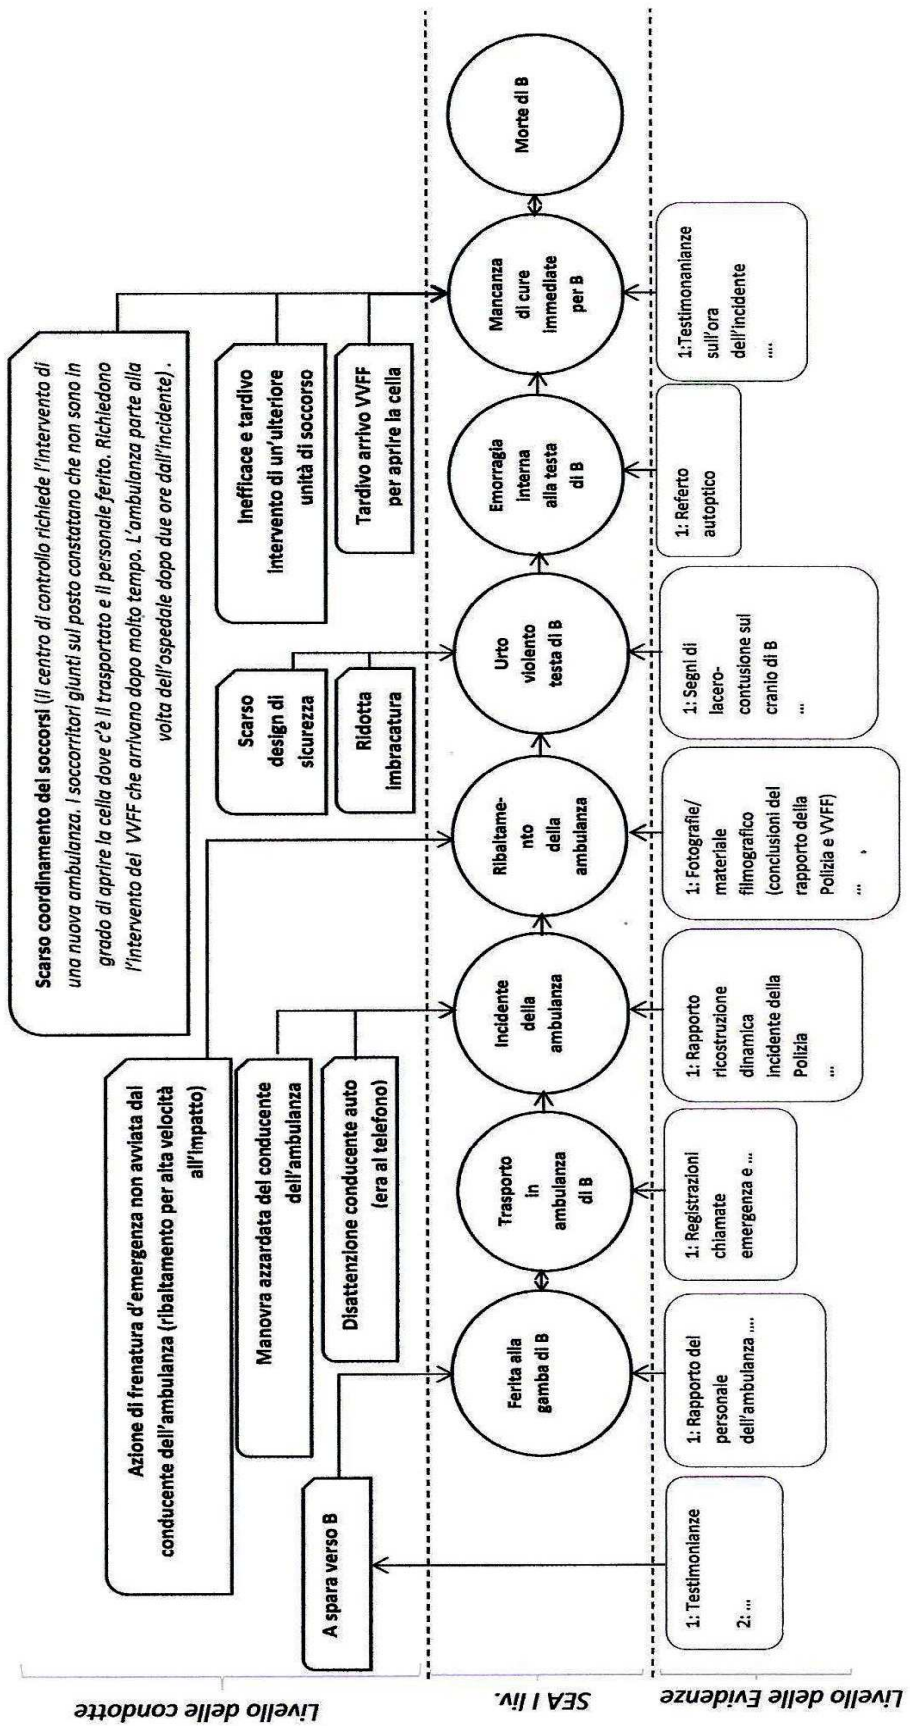 Livello delle condotte
Scarso coordinamento dei soccorsi (il centro di controllo richiede l'intervento di
una nuova ambulanza. I soccorritori giunti sul posto constatano che non sono in
grado di aprire la cella dove c'è il trasportato e il personale ferito. Richiedono
l'intervento dei VVFF che arrivano dopo molto tempo. L'ambulanza parte alla
volta dell'ospedale dopo due ore dall'incidente).
Azione di frenatura d'emergenza non avviata dal
conducente dell'ambulanza (ribaltamento per alta velocità
all'impatto)
Manovra azzardata del conducente
dell'ambulanza
Disattenzione conducente auto
(era al telefono)
A spara verso B
Scarso
design di
sicurezza
Ridotta
imbracatura
Inefficace e tardivo
intervento di un'ulteriore
unità di soccorso
Tardivo arrivo VVFF
per aprire la cella
SEA I liv.
Ferita alla
gamba di B
Trasporto
in
ambulanza
di B
Incidente
della
ambulanza
Ribaltame-
nto della
ambulanza
Urto
violento
testa di B
Emorragia
interna
alla testa
di B
Mancanza
di cure
immediate
per B
Morte di B
Livello delle Evidenze
1: Testimonianze
2: ...
1: Rapporto del
personale
dell'ambulanza ....
1: Registrazioni
chiamate
emergenza e ...
1: Rapporto
ricostruzione
dinamica
incidente della
Polizia
...
1: Fotografie/
materiale
filmografico
(conclusioni del
rapporto della
Polizia e VVFF)
... ,
1: Segni di
lacero-
contusione sul
cranio di B
...
1: Referto
autoptico
1:Testimonanianze
sull'ora
dell'incidente
....